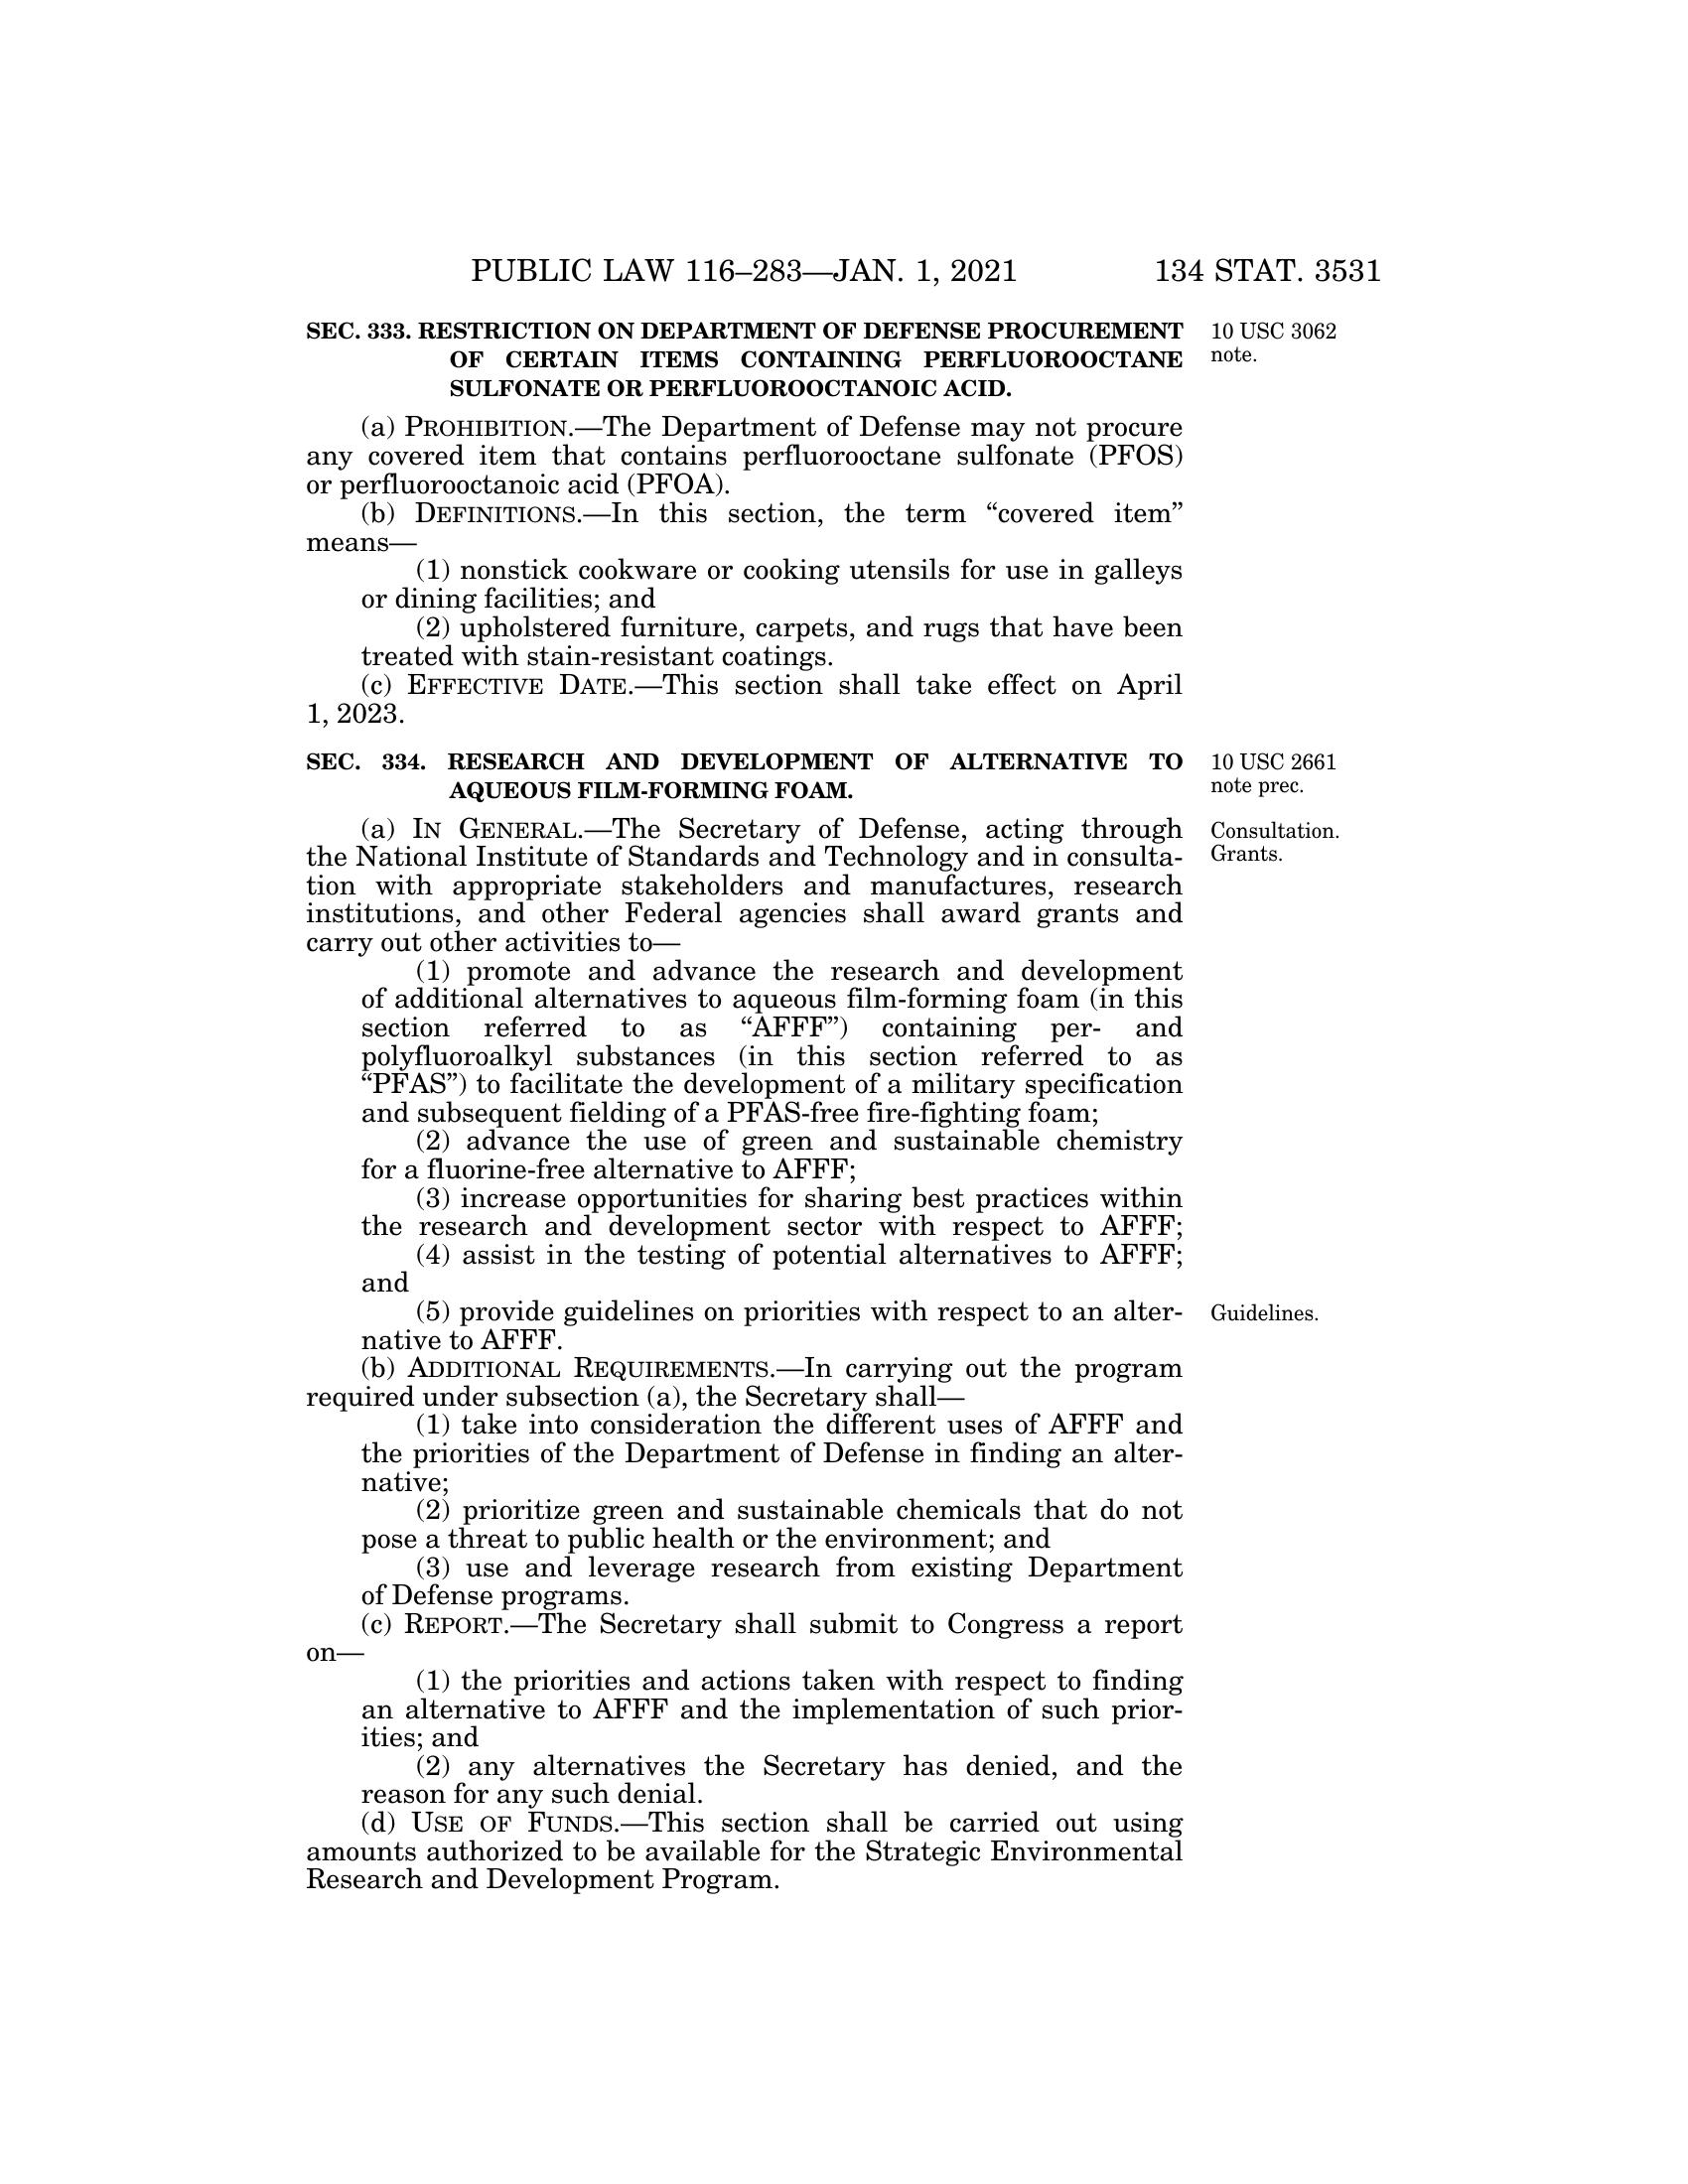 PUBLIC LAW 116–283—JAN. 1, 2021 134 STAT. 3531
SEC. 333. RESTRICTION ON DEPARTMENT OF DEFENSE PROCUREMENT
OF CERTAIN ITEMS CONTAINING PERFLUOROOCTANE
SULFONATE OR PERFLUOROOCTANOIC ACID.
10 USC 3062
note.
(a) PROHIBITION.—The Department of Defense may not procure
any covered item that contains perfluorooctane sulfonate (PFOS)
or perfluorooctanoic acid (PFOA).
(b) DEFINITIONS.—In this section, the term “covered item”
means—
(1) nonstick cookware or cooking utensils for use in galleys
or dining facilities; and
(2) upholstered furniture, carpets, and rugs that have been
treated with stain-resistant coatings.
(c) EFFECTIVE DATE.—This section shall take effect on April
1, 2023.
SEC. 334. RESEARCH AND DEVELOPMENT OF ALTERNATIVE TO
AQUEOUS FILM-FORMING FOAM.
10 USC 2661
note prec.
(a) IN GENERAL.—The Secretary of Defense, acting through
the National Institute of Standards and Technology and in consulta-
tion with appropriate stakeholders and manufactures, research
institutions, and other Federal agencies shall award grants and
carry out other activities to—
Consultation.
Grants.
(1) promote and advance the research and development
of additional alternatives to aqueous film-forming foam (in this
section referred to as “AFFF”) containing per- and
polyfluoroalkyl substances (in this section referred to as
“PFAS”) to facilitate the development of a military specification
and subsequent fielding of a PFAS-free fire-fighting foam;
(2) advance the use of green and sustainable chemistry
for a fluorine-free alternative to AFFF;
(3) increase opportunities for sharing best practices within
the research and development sector with respect to AFFF;
(4) assist in the testing of potential alternatives to AFFF;
and
(5) provide guidelines on priorities with respect to an alter-
native to AFFF.
Guidelines.
(b) ADDITIONAL REQUIREMENTS.—In carrying out the program
required under subsection (a), the Secretary shall—
(1) take into consideration the different uses of AFFF and
the priorities of the Department of Defense in finding an alter-
native;
(2) prioritize green and sustainable chemicals that do not
pose a threat to public health or the environment; and
(3) use and leverage research from existing Department
of Defense programs.
(c) REPORT.—The Secretary shall submit to Congress a report
on—
(1) the priorities and actions taken with respect to finding
an alternative to AFFF and the implementation of such prior-
ities; and
(2) any alternatives the Secretary has denied, and the
reason for any such denial.
(d) USE OF FUNDS.—This section shall be carried out using
amounts authorized to be available for the Strategic Environmental
Research and Development Program.